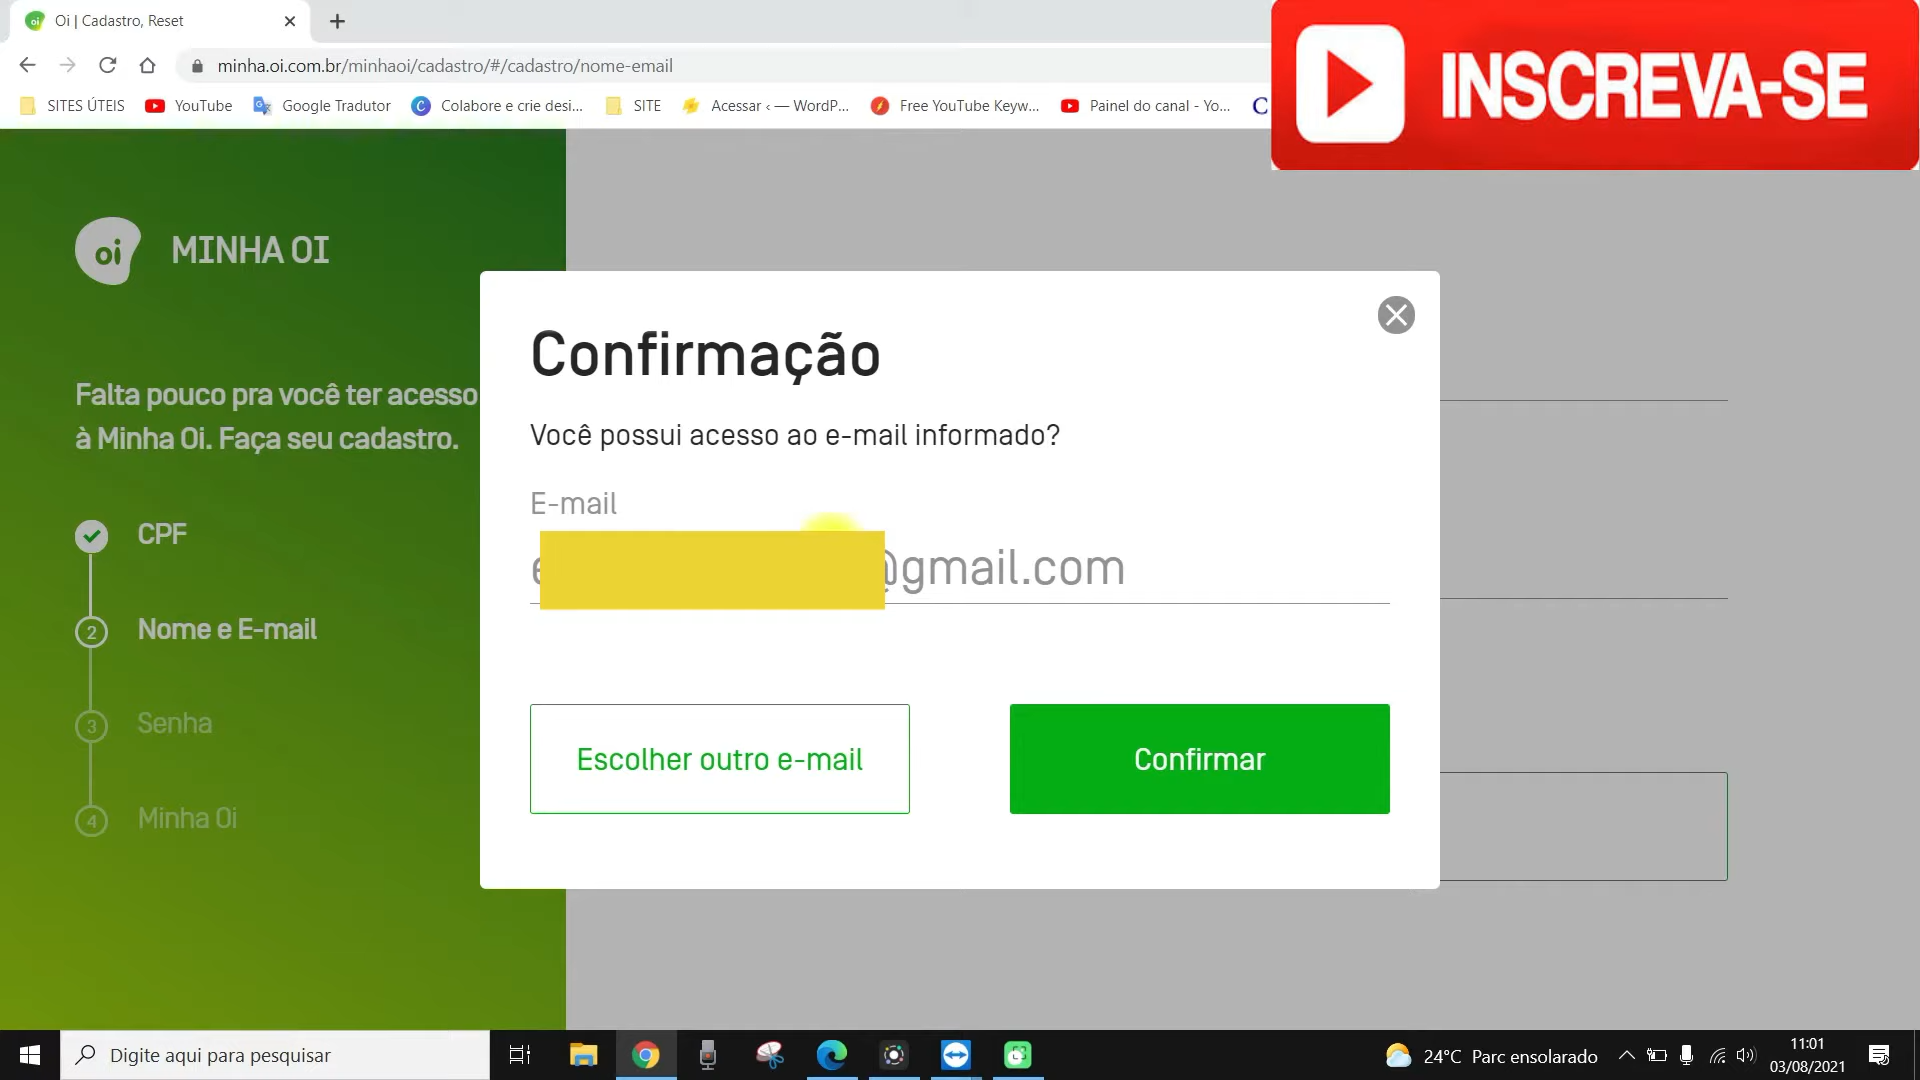 Oi | Cadastro, Reset
minha.oi.com.br/minhaoi/cadastro/#/cadastro/nome-email
SITES ÚTEIS
YouTube
Google Tradutor
Colabore e crie desi...
SITE
Acessar ‹ — WordP...
Free YouTube Keyw...
Painel do canal - Yo...
INSCREVA-SE
oi
MINHA OI
Falta pouco pra você ter acesso
à Minha Oi. Faça seu cadastro.
CPF
2 Nome e E-mail
3 Senha
4 Minha Oi
Confirmação
Você possui acesso ao e-mail informado?
E-mail
@gmail.com
Escolher outro e-mail
Confirmar
Digite aqui para pesquisar
24°C Parc ensolarado
11:01
03/08/2021